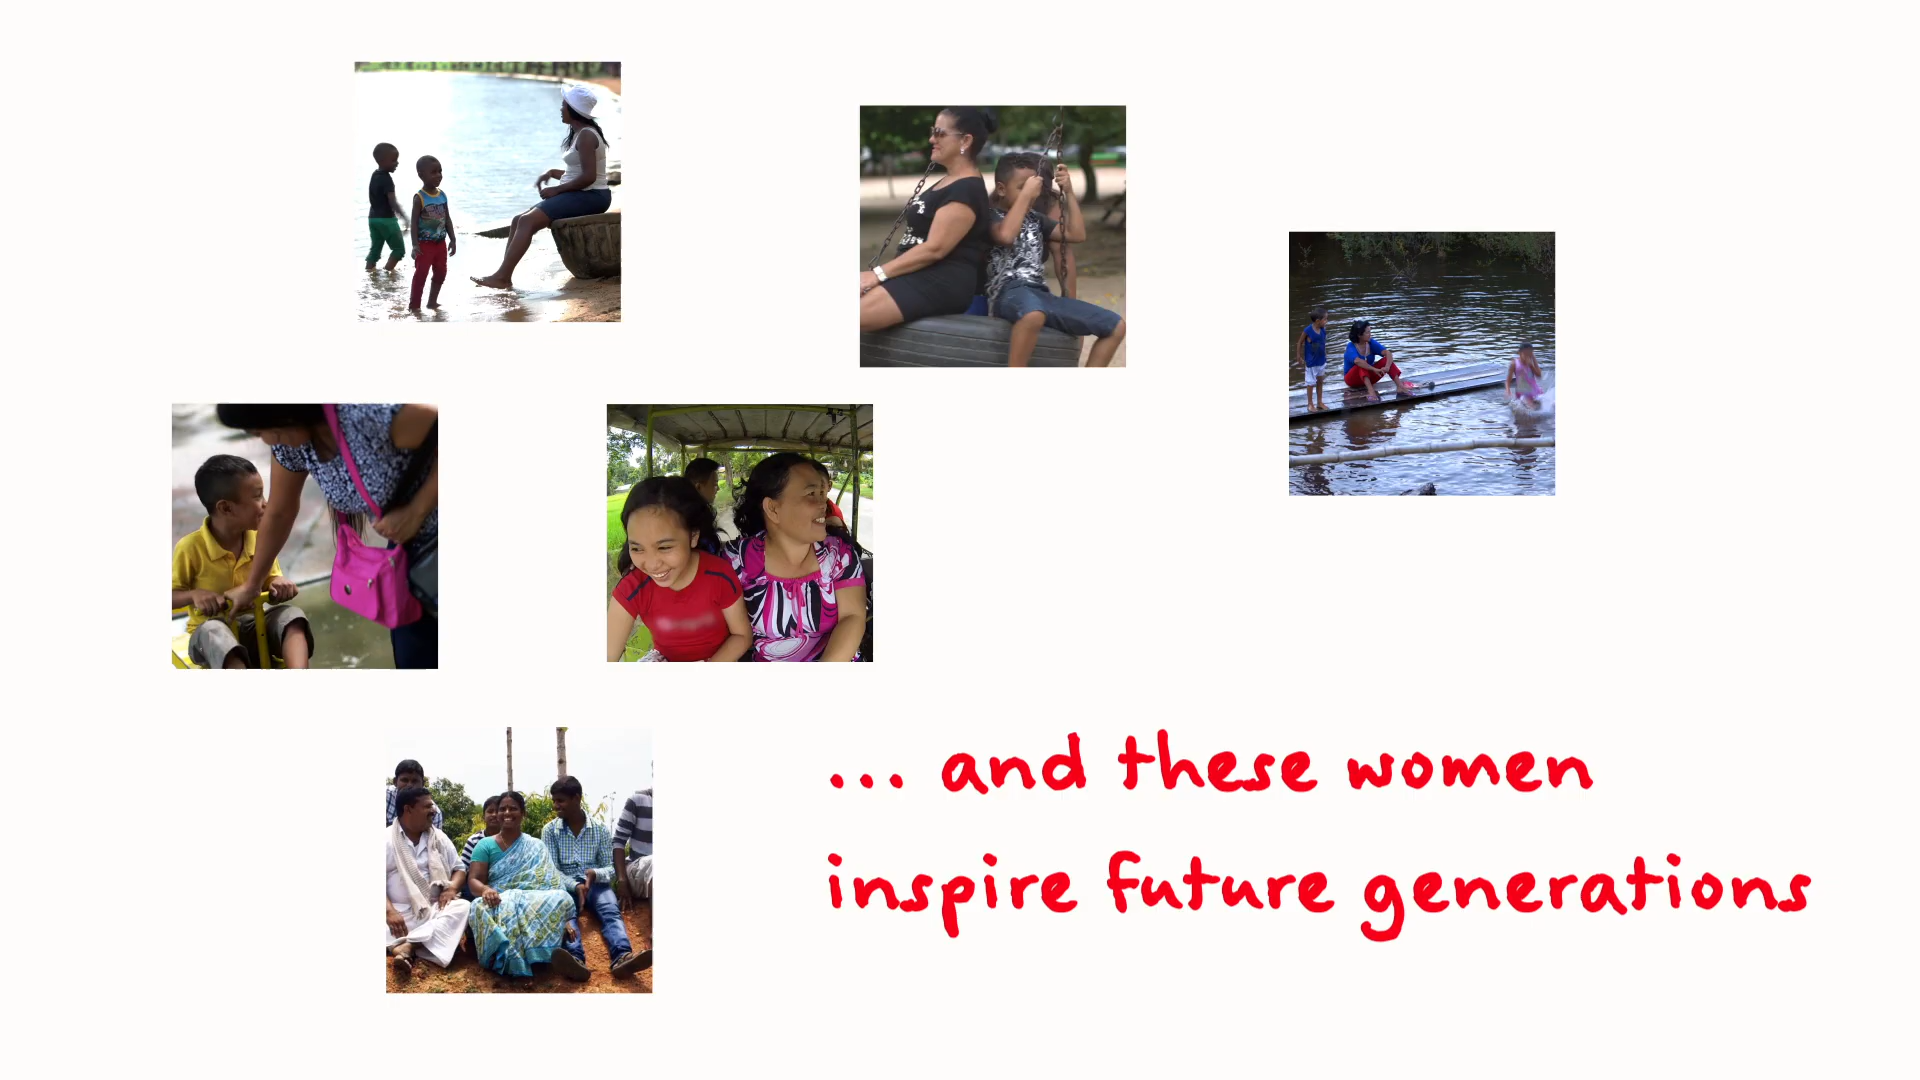 ... and these women
inspire future generations